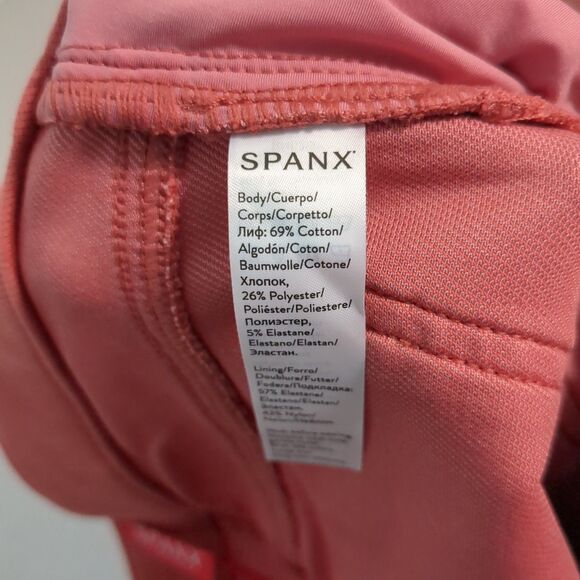 SPANX
Body/Cuerpo/
Corps/Corpetto/
Лиф: 69% Cotton/
Algodón/Coton/
Baumwolle/Cotone/
Хлопок,
26% Polyester/
Poliéster/Poliestere/
Полиэстер,
5% Elastane/
Elastano/Elastan/
Эластан.
Lining/Forro/
Doublure/Futter/
Fodera/Подкладка:
57% Elastane/
Elastano/Elastan/
Эластан,
43% Nylon/
SPANX